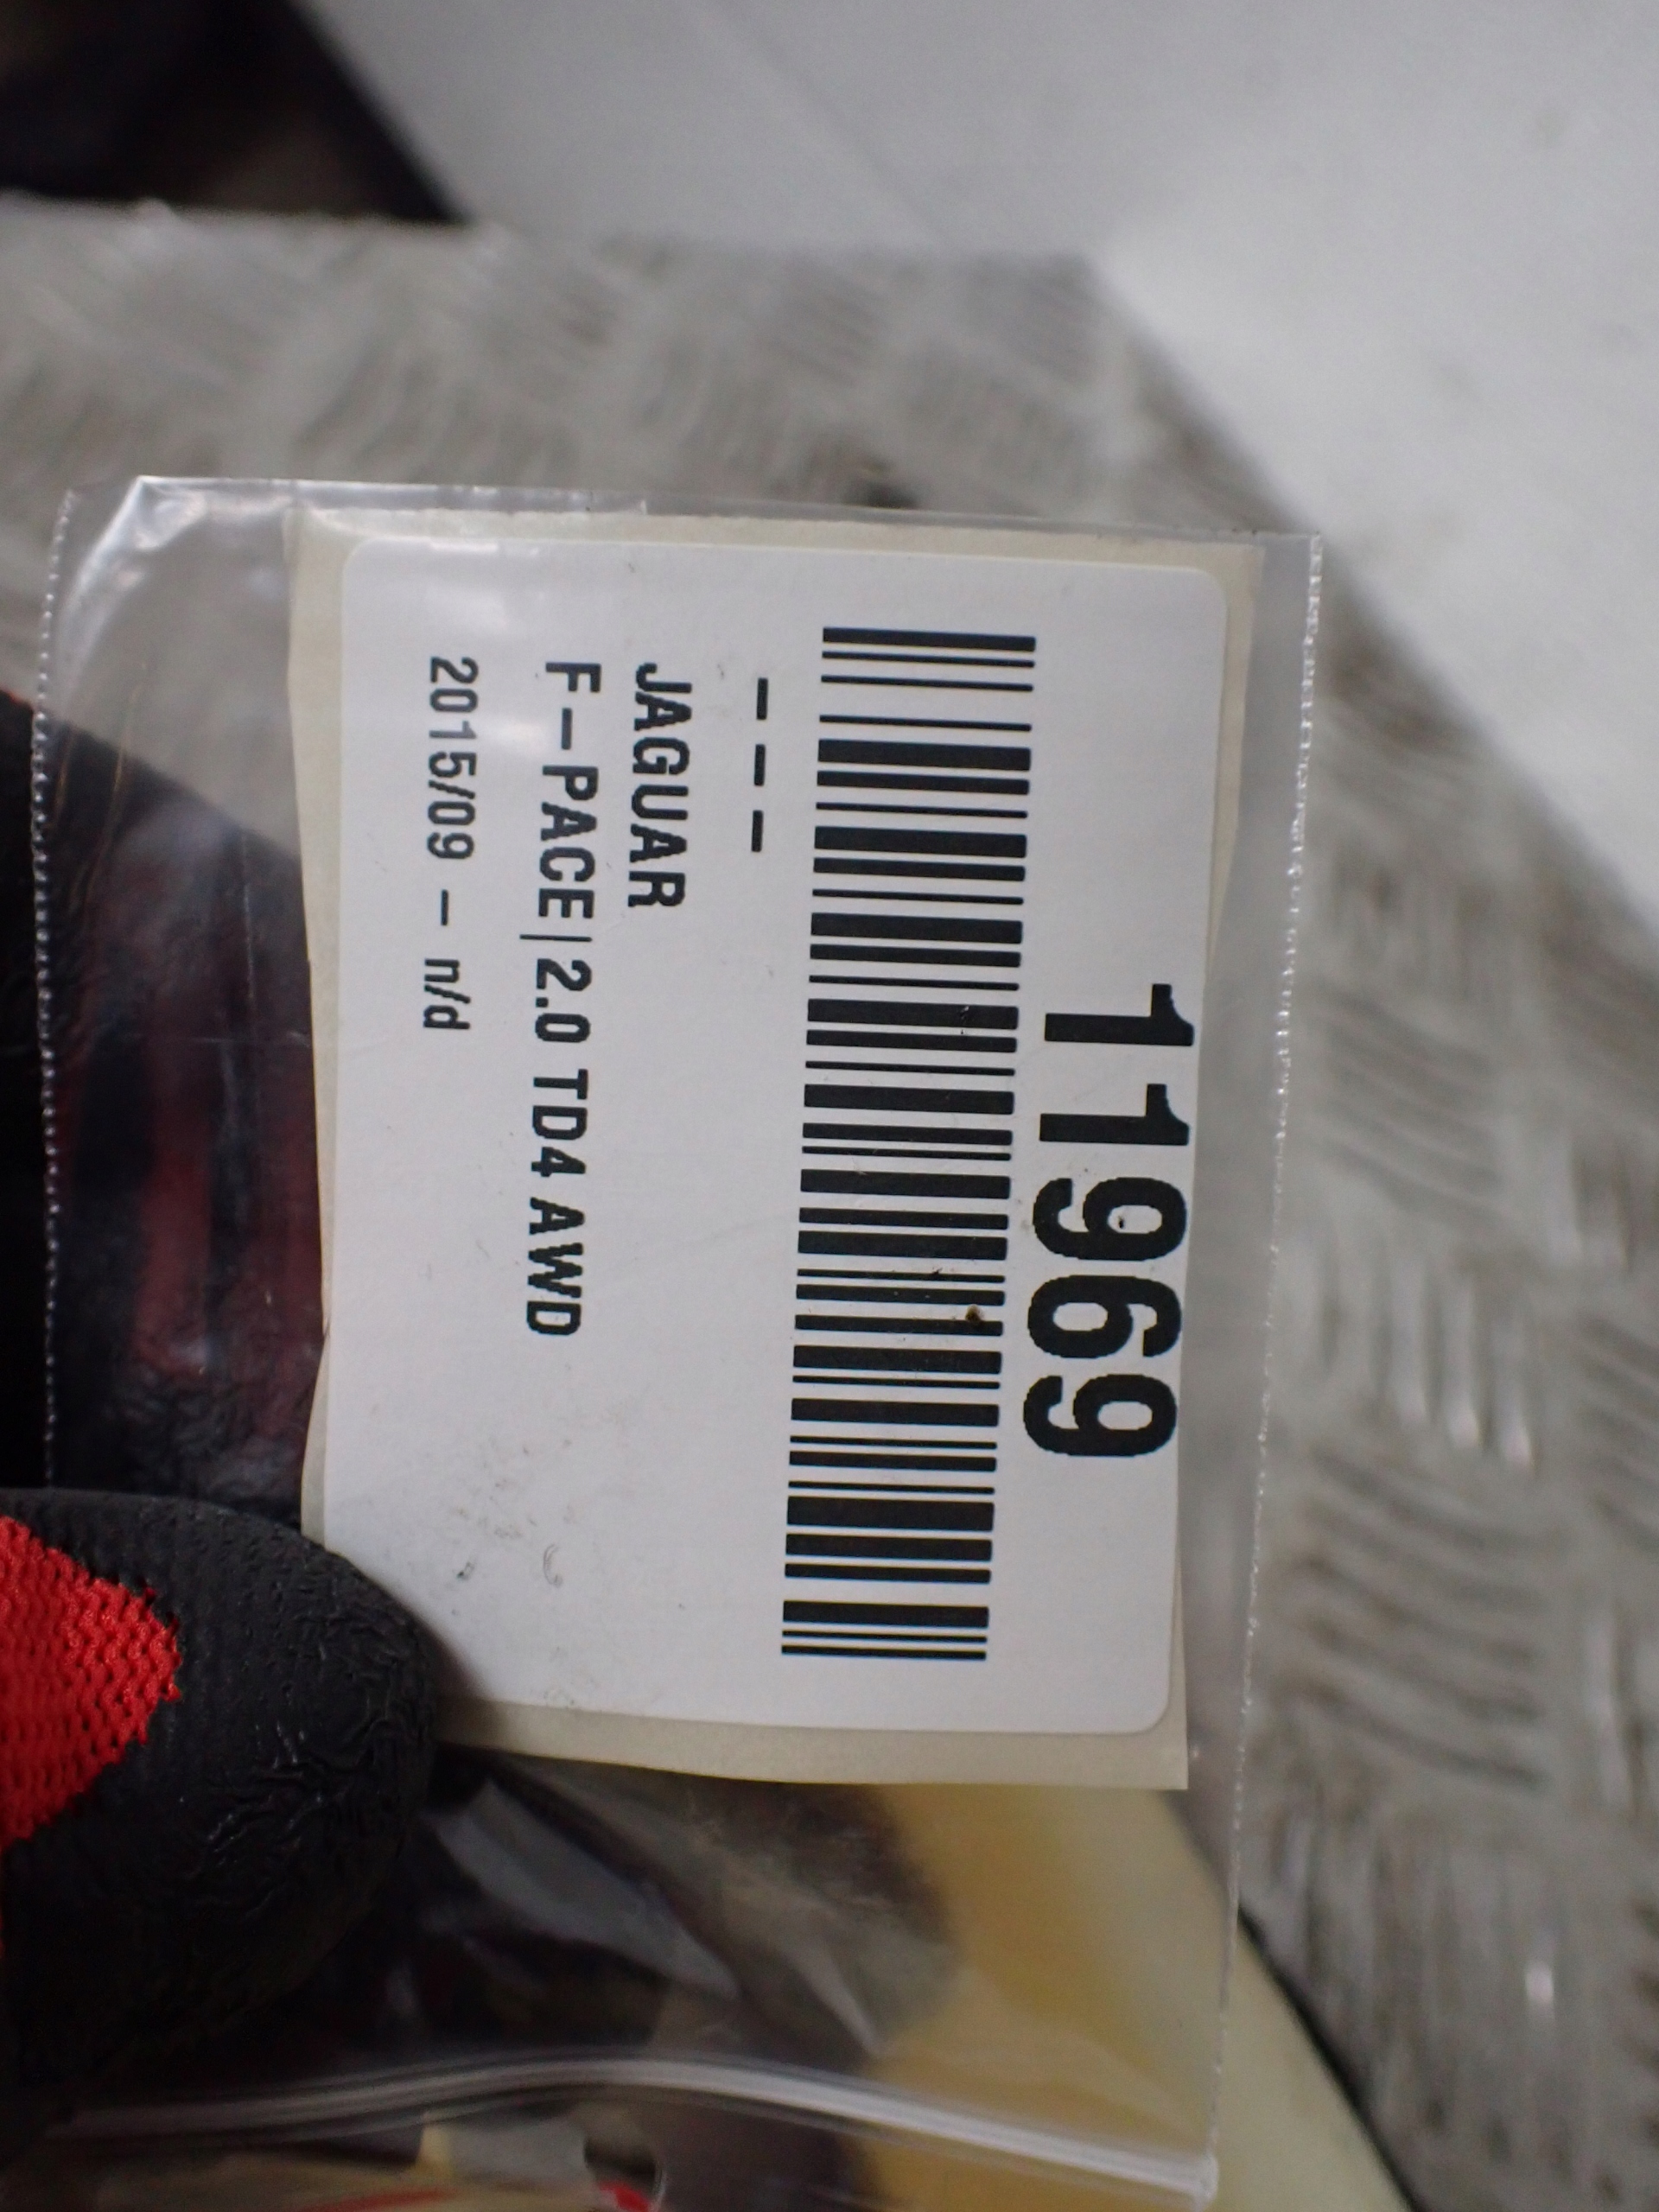 11969
---
JAGUAR
F-PACE|2.0 TD4 AWD
2015/09 - n/d